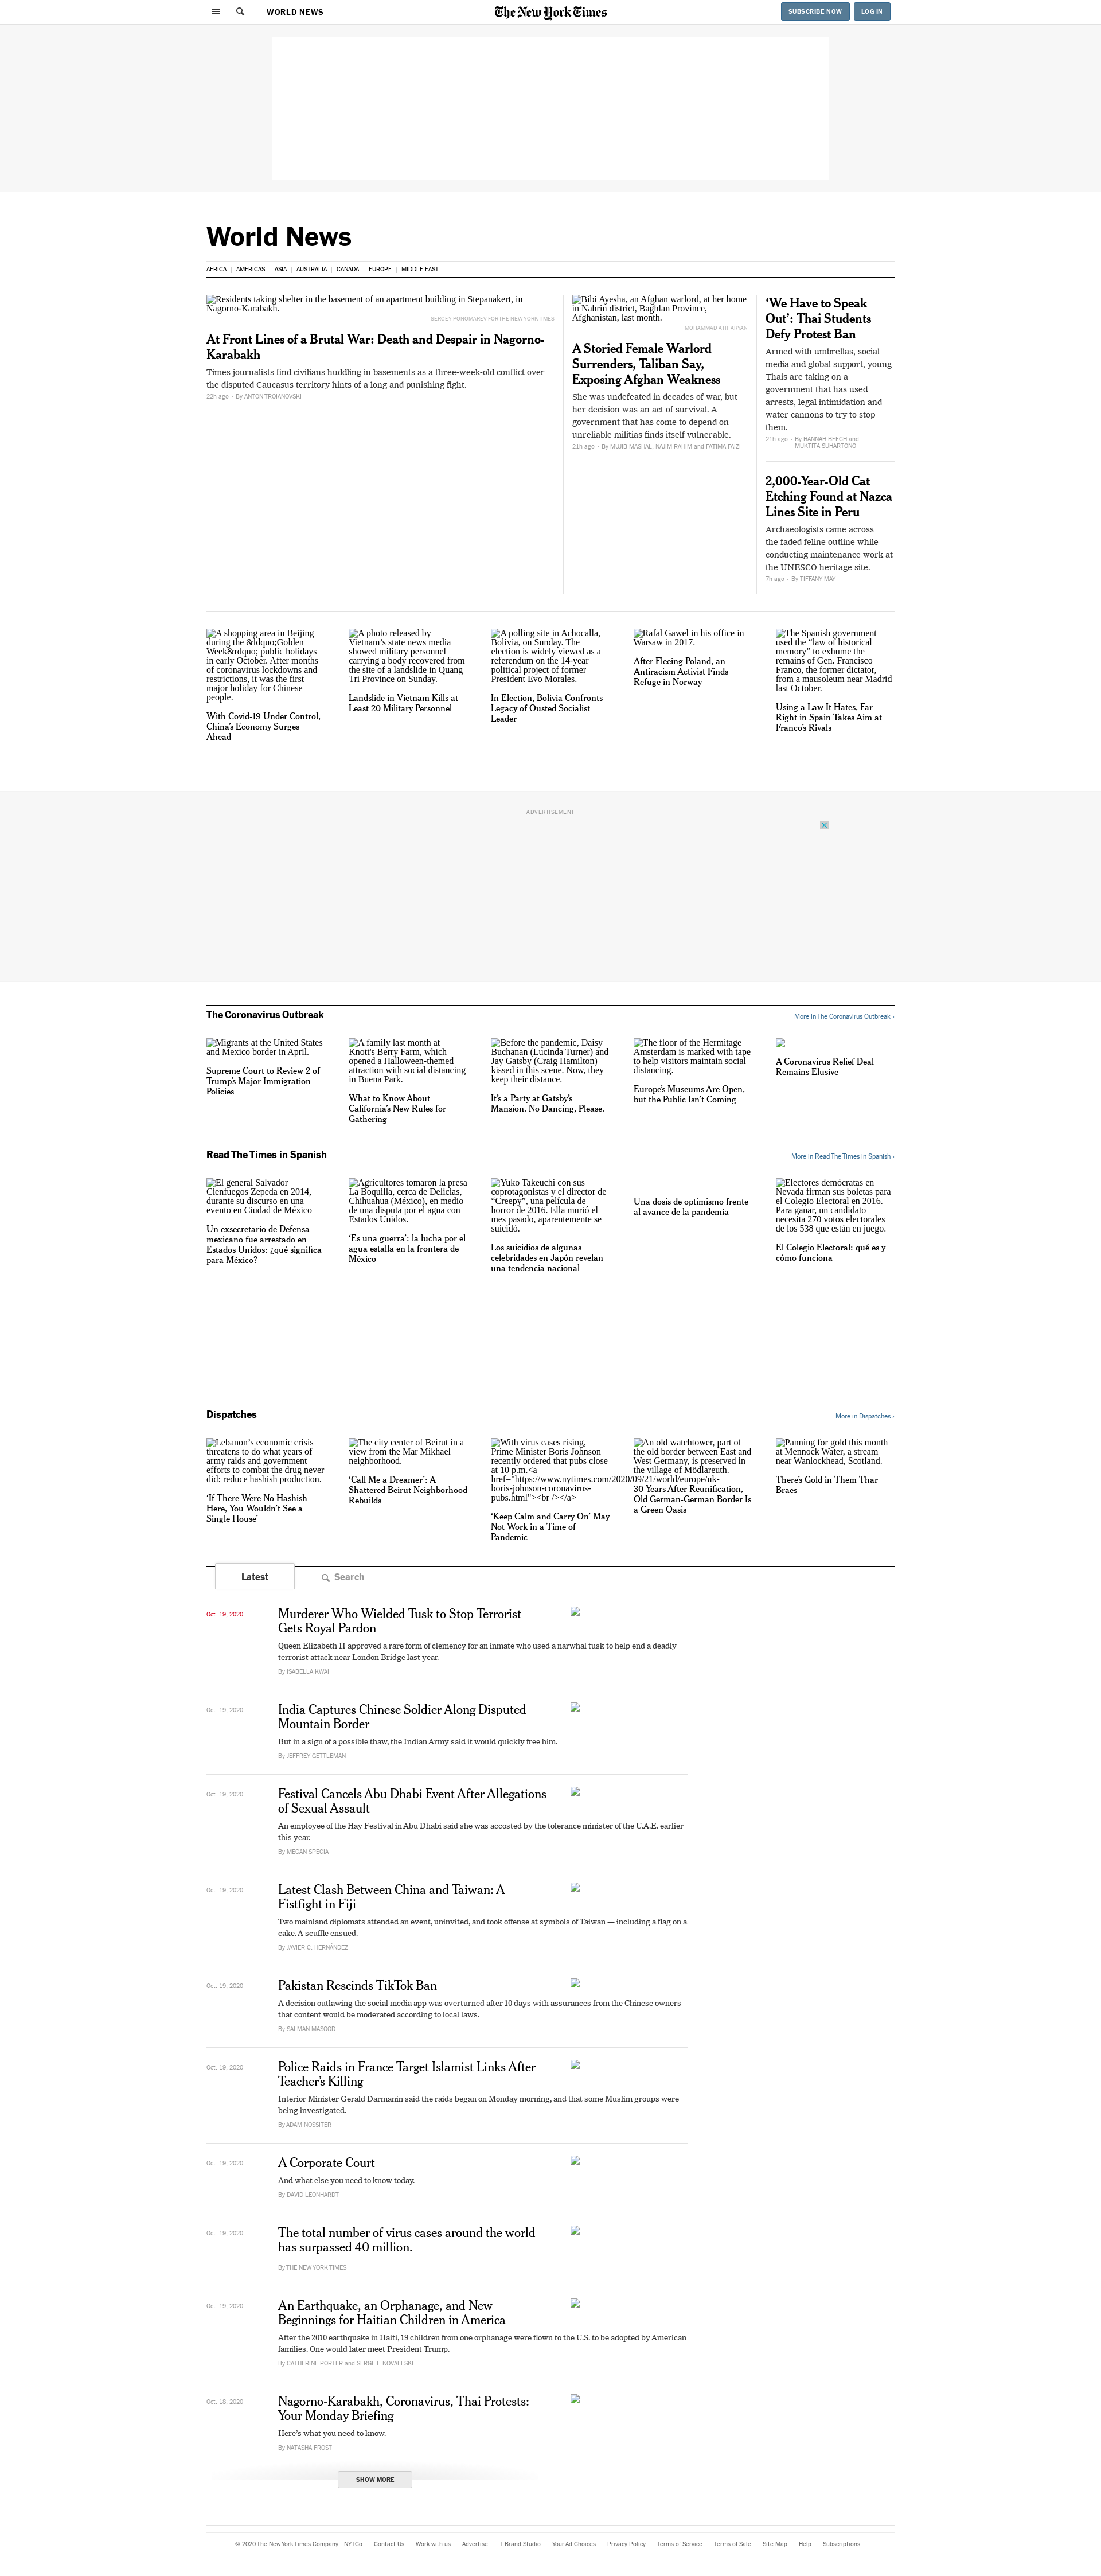 WORLD NEWS
The New York Times
SUBSCRIBE NOW
LOG IN
World News
AFRICA
AMERICAS
ASIA
AUSTRALIA
CANADA
EUROPE
MIDDLE EAST
Residents taking shelter in the basement of an apartment building in Stepanakert, in
Nagorno-Karabakh.
SERGEY PONOMAREV FOR THE NEW YORK TIMES
At Front Lines of a Brutal War: Death and Despair in Nagorno-
Karabakh
Times journalists find civilians huddling in basements as a three-week-old conflict over
the disputed Caucasus territory hints of a long and punishing fight.
22h ago • By ANTON TROIANOVSKI
Bibi Ayesha, an Afghan warlord, at her home
in Nahrin district, Baghlan Province,
Afghanistan, last month.
MOHAMMAD ATIF ARYAN
A Storied Female Warlord
Surrenders, Taliban Say,
Exposing Afghan Weakness
She was undefeated in decades of war, but
her decision was an act of survival. A
government that has come to depend on
unreliable militias finds itself vulnerable.
21h ago • By MUJIB MASHAL, NAJIM RAHIM and FATIMA FAIZI
‘We Have to Speak
Out’: Thai Students
Defy Protest Ban
Armed with umbrellas, social
media and global support, young
Thais are taking on a
government that has used
arrests, legal intimidation and
water cannons to try to stop
them.
21h ago • By HANNAH BEECH and
MUKTITA SUHARTONO
2,000-Year-Old Cat
Etching Found at Nazca
Lines Site in Peru
Archaeologists came across
the faded feline outline while
conducting maintenance work at
the UNESCO heritage site.
7h ago • By TIFFANY MAY
A shopping area in Beijing
during the &ldquo;Golden
Week&rdquo; public holidays
in early October. After months
of coronavirus lockdowns and
restrictions, it was the first
major holiday for Chinese
people.
With Covid-19 Under Control,
China’s Economy Surges
Ahead
A photo released by
Vietnam’s state news media
showed military personnel
carrying a body recovered from
the site of a landslide in Quang
Tri Province on Sunday.
Landslide in Vietnam Kills at
Least 20 Military Personnel
A polling site in Achocalla,
Bolivia, on Sunday. The
election is widely viewed as a
referendum on the 14-year
political project of former
President Evo Morales.
In Election, Bolivia Confronts
Legacy of Ousted Socialist
Leader
Rafal Gawel in his office in
Warsaw in 2017.
After Fleeing Poland, an
Antiracism Activist Finds
Refuge in Norway
The Spanish government
used the “law of historical
memory” to exhume the
remains of Gen. Francisco
Franco, the former dictator,
from a mausoleum near Madrid
last October.
Using a Law It Hates, Far
Right in Spain Takes Aim at
Franco’s Rivals
ADVERTISEMENT
The Coronavirus Outbreak
More in The Coronavirus Outbreak ›
Migrants at the United States
and Mexico border in April.
Supreme Court to Review 2 of
Trump’s Major Immigration
Policies
A family last month at
Knott's Berry Farm, which
opened a Halloween-themed
attraction with social distancing
in Buena Park.
What to Know About
California’s New Rules for
Gathering
Before the pandemic, Daisy
Buchanan (Lucinda Turner) and
Jay Gatsby (Craig Hamilton)
kissed in this scene. Now, they
keep their distance.
It’s a Party at Gatsby’s
Mansion. No Dancing, Please.
The floor of the Hermitage
Amsterdam is marked with tape
to help visitors maintain social
distancing.
Europe’s Museums Are Open,
but the Public Isn’t Coming
A Coronavirus Relief Deal
Remains Elusive
Read The Times in Spanish
More in Read The Times in Spanish ›
El general Salvador
Cienfuegos Zepeda en 2014,
durante su discurso en una
evento en Ciudad de México
Un exsecretario de Defensa
mexicano fue arrestado en
Estados Unidos: ¿qué significa
para México?
Agricultores tomaron la presa
La Boquilla, cerca de Delicias,
Chihuahua (México), en medio
de una disputa por el agua con
Estados Unidos.
‘Es una guerra’: la lucha por el
agua estalla en la frontera de
México
Yuko Takeuchi con sus
coprotagonistas y el director de
“Creepy”, una película de
horror de 2016. Ella murió el
mes pasado, aparentemente se
suicidó.
Los suicidios de algunas
celebridades en Japón revelan
una tendencia nacional
Una dosis de optimismo frente
al avance de la pandemia
Electores demócratas en
Nevada firman sus boletas para
el Colegio Electoral en 2016.
Para ganar, un candidato
necesita 270 votos electorales
de los 538 que están en juego.
El Colegio Electoral: qué es y
cómo funciona
Dispatches
More in Dispatches ›
Lebanon’s economic crisis
threatens to do what years of
army raids and government
efforts to combat the drug never
did: reduce hashish production.
‘If There Were No Hashish
Here, You Wouldn’t See a
Single House’
The city center of Beirut in a
view from the Mar Mikhael
neighborhood.
‘Call Me a Dreamer’: A
Shattered Beirut Neighborhood
Rebuilds
With virus cases rising,
Prime Minister Boris Johnson
recently ordered that pubs close
at 10 p.m.<a
href="https://www.nytimes.com/2020/09/21/world/europe/uk-
boris-johnson-coronavirus-
pubs.html"><br /></a>
‘Keep Calm and Carry On’ May
Not Work in a Time of
Pandemic
An old watchtower, part of
the old border between East and
West Germany, is preserved in
the village of Mödlareuth.
30 Years After Reunification,
Old German-German Border Is
a Green Oasis
Panning for gold this month
at Mennock Water, a stream
near Wanlockhead, Scotland.
There’s Gold in Them Thar
Braes
Latest
Search
Oct. 19, 2020
Murderer Who Wielded Tusk to Stop Terrorist
Gets Royal Pardon
Queen Elizabeth II approved a rare form of clemency for an inmate who used a narwhal tusk to help end a deadly
terrorist attack near London Bridge last year.
By ISABELLA KWAI
Oct. 19, 2020
India Captures Chinese Soldier Along Disputed
Mountain Border
But in a sign of a possible thaw, the Indian Army said it would quickly free him.
By JEFFREY GETTLEMAN
Oct. 19, 2020
Festival Cancels Abu Dhabi Event After Allegations
of Sexual Assault
An employee of the Hay Festival in Abu Dhabi said she was accosted by the tolerance minister of the U.A.E. earlier
this year.
By MEGAN SPECIA
Oct. 19, 2020
Latest Clash Between China and Taiwan: A
Fistfight in Fiji
Two mainland diplomats attended an event, uninvited, and took offense at symbols of Taiwan — including a flag on a
cake. A scuffle ensued.
By JAVIER C. HERNÁNDEZ
Oct. 19, 2020
Pakistan Rescinds TikTok Ban
A decision outlawing the social media app was overturned after 10 days with assurances from the Chinese owners
that content would be moderated according to local laws.
By SALMAN MASOOD
Oct. 19, 2020
Police Raids in France Target Islamist Links After
Teacher’s Killing
Interior Minister Gerald Darmanin said the raids began on Monday morning, and that some Muslim groups were
being investigated.
By ADAM NOSSITER
Oct. 19, 2020
A Corporate Court
And what else you need to know today.
By DAVID LEONHARDT
Oct. 19, 2020
The total number of virus cases around the world
has surpassed 40 million.
By THE NEW YORK TIMES
Oct. 19, 2020
An Earthquake, an Orphanage, and New
Beginnings for Haitian Children in America
After the 2010 earthquake in Haiti, 19 children from one orphanage were flown to the U.S. to be adopted by American
families. One would later meet President Trump.
By CATHERINE PORTER and SERGE F. KOVALESKI
Oct. 18, 2020
Nagorno-Karabakh, Coronavirus, Thai Protests:
Your Monday Briefing
Here’s what you need to know.
By NATASHA FROST
SHOW MORE
© 2020 The New York Times Company
NYTCo
Contact Us
Work with us
Advertise
T Brand Studio
Your Ad Choices
Privacy Policy
Terms of Service
Terms of Sale
Site Map
Help
Subscriptions